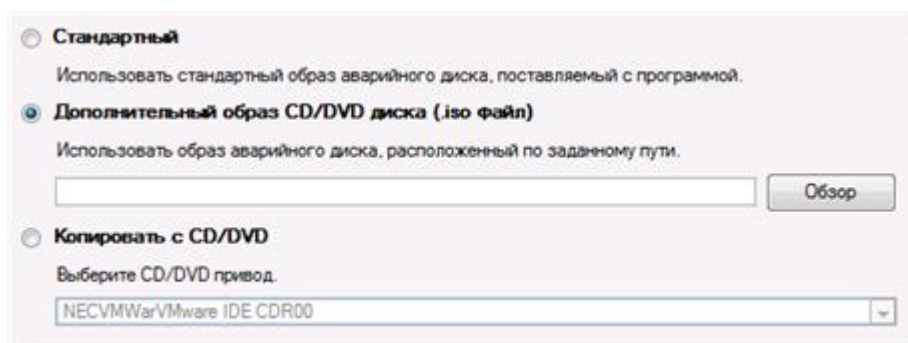 Стандартный
Использовать стандартный образ аварийного диска, поставляемый с программой.
Дополнительный образ CD/DVD диска (.iso файл)
Использовать образ аварийного диска, расположенный по заданному пути.
Обзор
Копировать с CD/DVD
Выберите CD/DVD привод.
NECVMWarVMware IDE CDR00